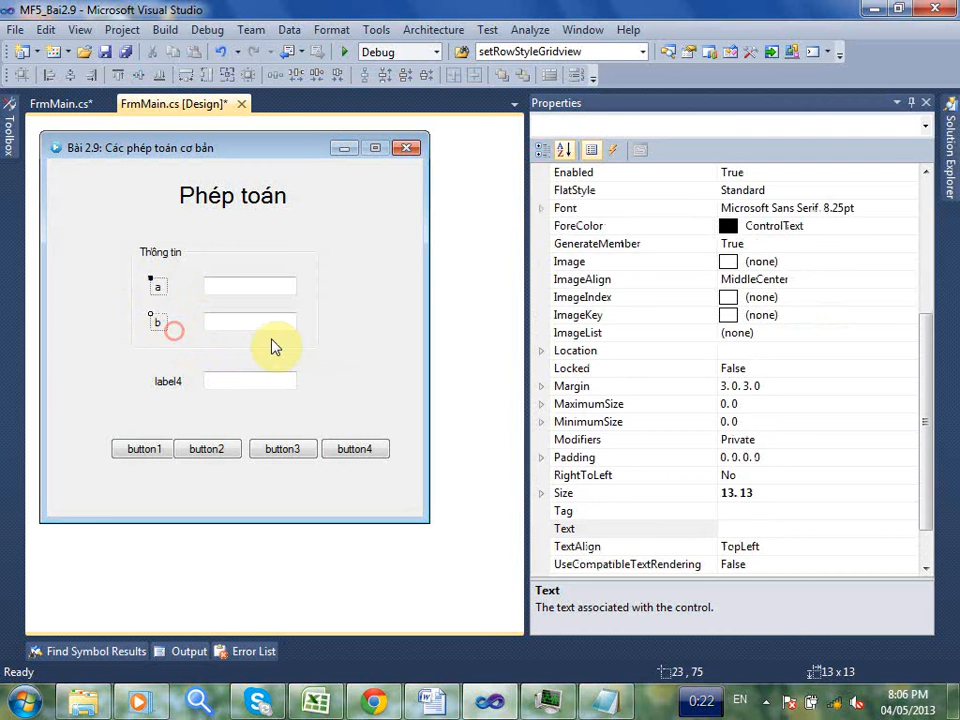 MF5_Bai2.9 - Microsoft Visual Studio
File Edit View Project Build Debug Team Data Format Tools Architecture Test Analyze Window Help
Debug setRowStyleGridview
Toolbox
FrmMain.cs* FrmMain.cs [Design]*
Bài 2.9: Các phép toán cơ bản
Phép toán
Thông tin
a
b
label4
button1 button2 button3 button4
Properties
Enabled True
FlatStyle Standard
Font Microsoft Sans Serif, 8.25pt
ForeColor ControlText
GenerateMember True
Image (none)
ImageAlign MiddleCenter
ImageIndex (none)
ImageKey (none)
ImageList (none)
Location
Locked False
Margin 3, 3, 3, 3
MaximumSize 0, 0
MinimumSize 0, 0
Modifiers Private
Padding 0, 0, 0, 0
RightToLeft No
Size 13, 13
Tag
Text
TextAlign TopLeft
UseCompatibleTextRendering False
Text
The text associated with the control.
Solution Explorer
Find Symbol Results Output Error List
Ready 23 , 75 13 x 13
0:22 EN 8:06 PM
04/05/2013